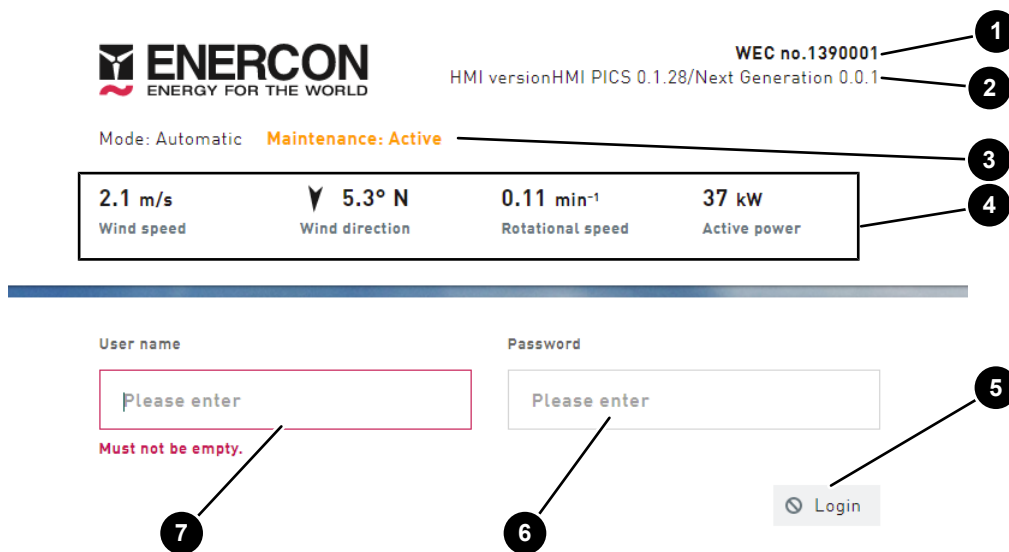 ENERCON
ENERGY FOR THE WORLD
WEC no.1390001
1
HMI versionHMI PICS 0.1.28/Next Generation 0.0.1
2
Mode: Automatic Maintenance: Active
3
2.1 m/s 5.3° N 0.11 min⁻¹ 37 kW
4
Wind speed Wind direction Rotational speed Active power
User name Password
5
Please enter Please enter
Must not be empty.
Login
7 6